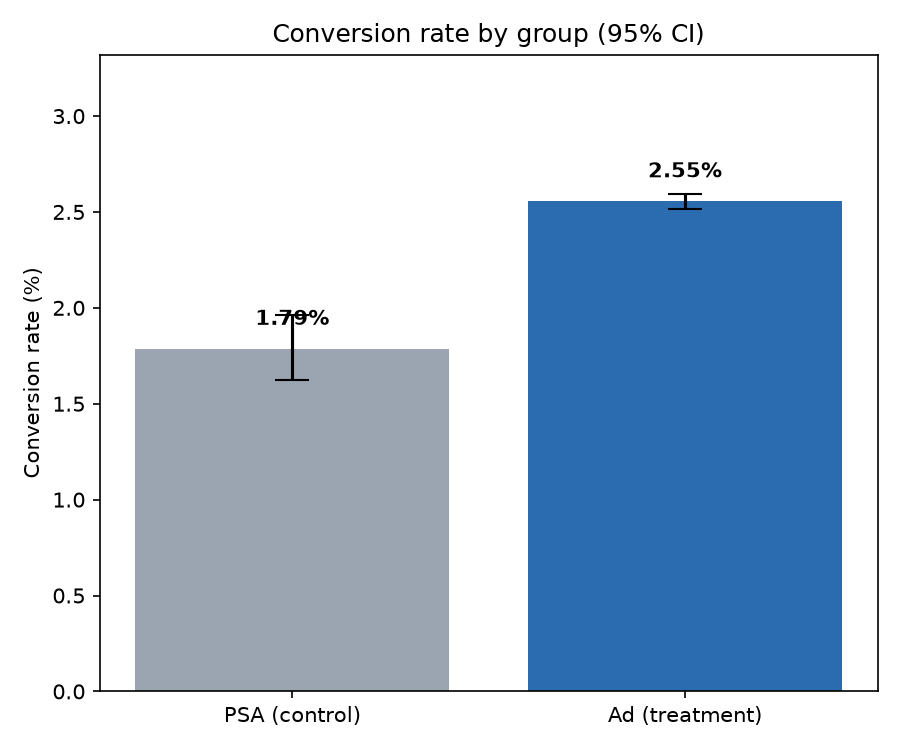 Conversion rate by group (95% CI)
3.0
2.5
2.0
1.5
1.0
0.5
0.0
Conversion rate (%)
1.79%
2.55%
PSA (control)
Ad (treatment)